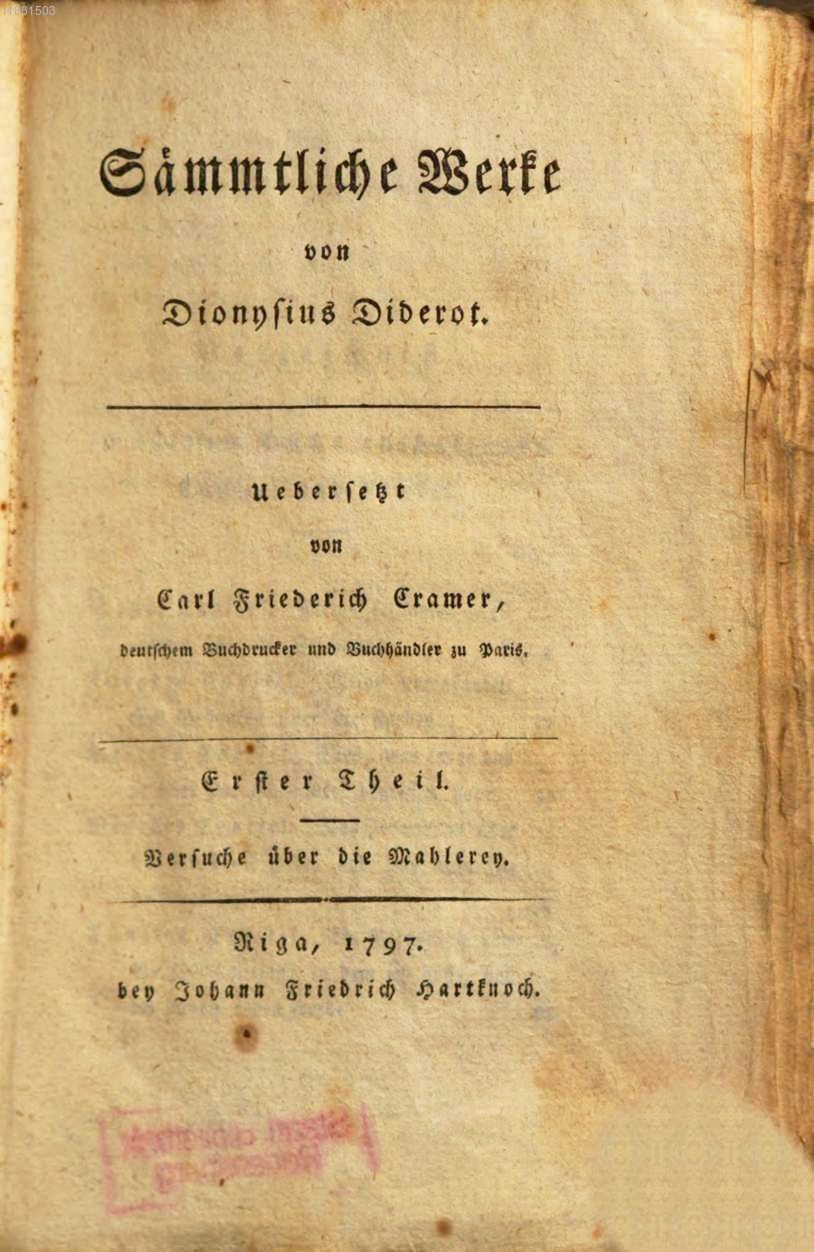 Sämmtliche Werke
von
Dionysius Diderot.
Uebersetzt
von
Carl Friederich Cramer,
deutschem Buchdrucker und Buchhändler zu Paris.
Erster Theil.
Versuche über die Mahlerey.
Riga, 1797.
bey Johann Friedrich Hartknoch.